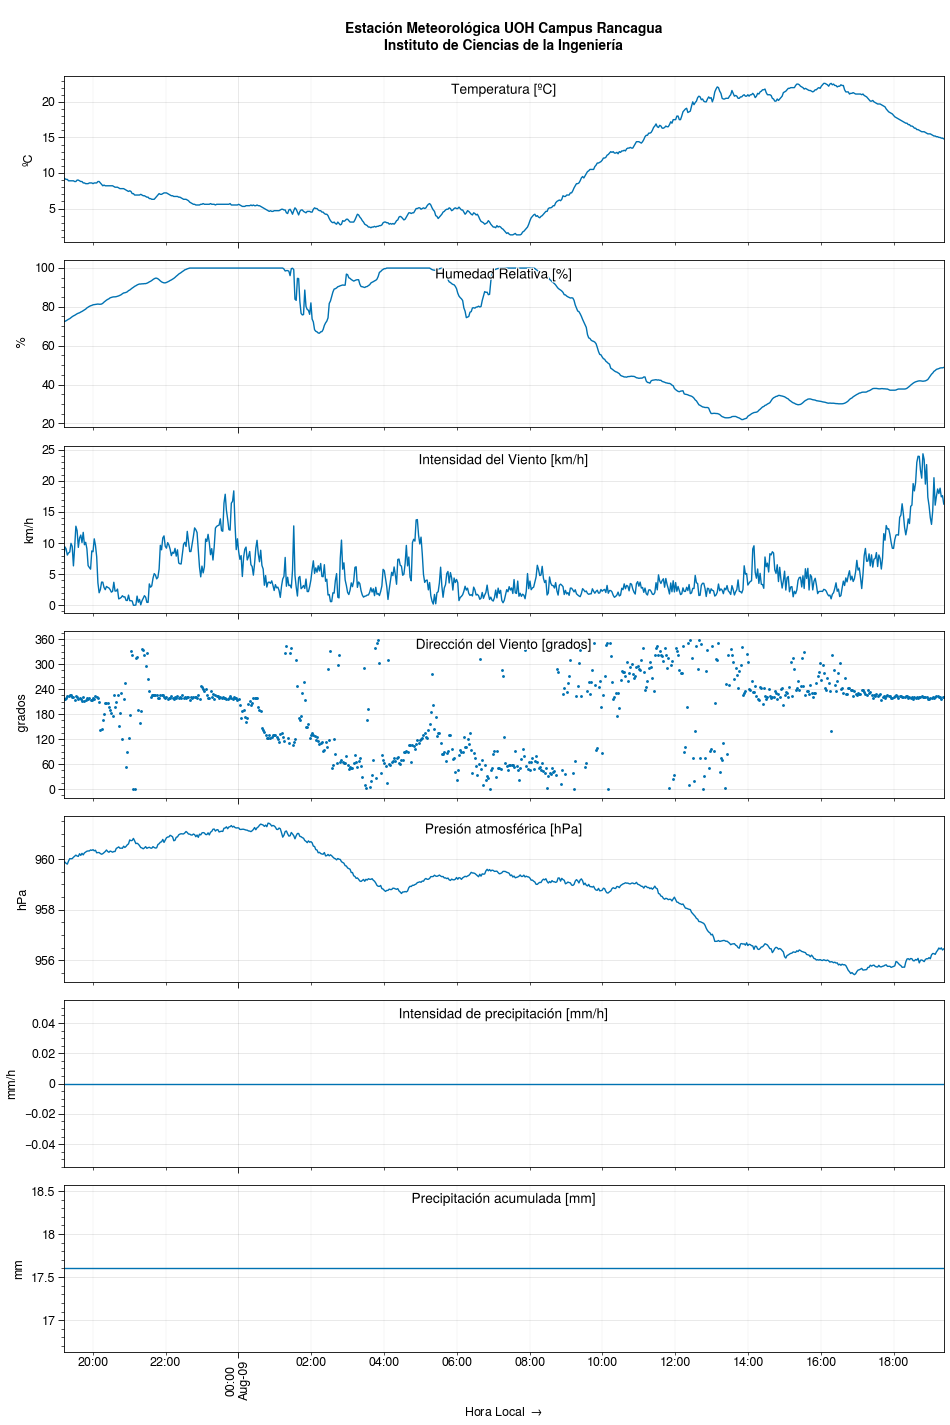 Estación Meteorológica UOH Campus Rancagua
Instituto de Ciencias de la Ingeniería
Temperatura [ºC]
ºC
20
15
10
5
Humedad Relativa [%]
%
100
80
60
40
20
Intensidad del Viento [km/h]
km/h
25
20
15
10
5
0
Dirección del Viento [grados]
grados
360
300
240
180
120
60
0
Presión atmosférica [hPa]
hPa
960
958
956
Intensidad de precipitación [mm/h]
mm/h
0.04
0.02
0
−0.02
−0.04
Precipitación acumulada [mm]
mm
18.5
18
17.5
17
20:00
22:00
00:00
Aug-09
02:00
04:00
06:00
08:00
10:00
12:00
14:00
16:00
18:00
Hora Local →